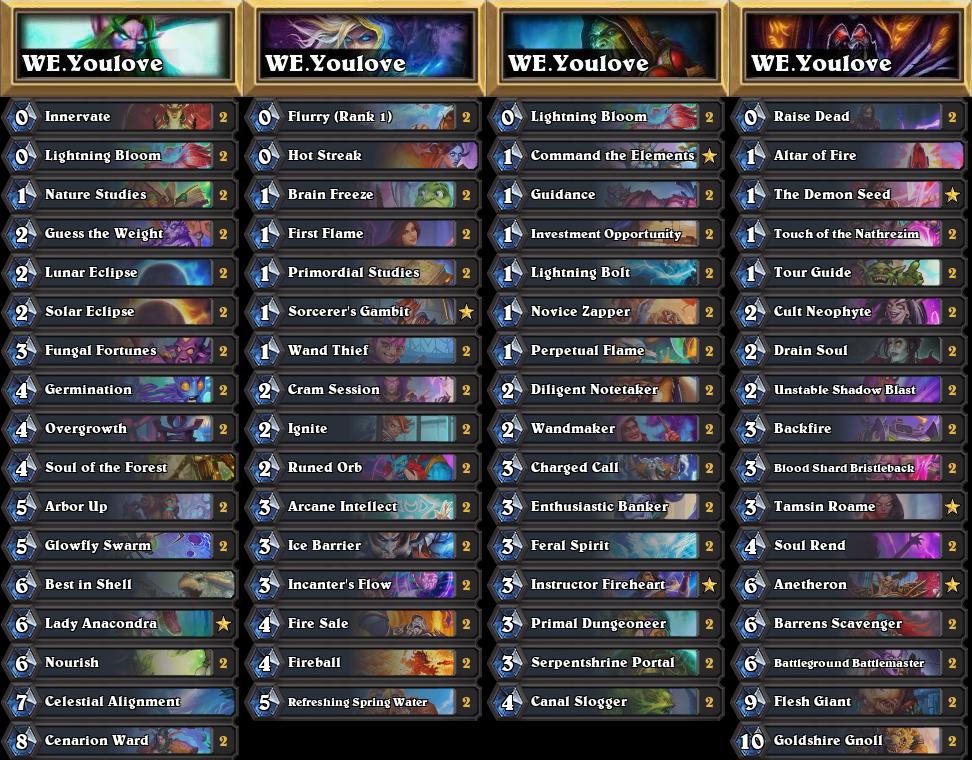 WE.Youlove
0 Innervate 2
0 Lightning Bloom 2
1 Nature Studies 2
2 Guess the Weight 2
2 Lunar Eclipse 2
2 Solar Eclipse 2
3 Fungal Fortunes 2
4 Germination 2
4 Overgrowth 2
4 Soul of the Forest
5 Arbor Up 2
5 Glowfly Swarm 2
6 Best in Shell
6 Lady Anacondra
6 Nourish 2
7 Celestial Alignment
8 Cenarion Ward 2
WE.Youlove
0 Flurry (Rank 1) 2
0 Hot Streak
1 Brain Freeze 2
1 First Flame 2
1 Primordial Studies 2
1 Sorcerer's Gambit
1 Wand Thief 2
2 Cram Session 2
2 Ignite 2
2 Runed Orb 2
3 Arcane Intellect 2
3 Ice Barrier 2
3 Incanter's Flow 2
4 Fire Sale 2
4 Fireball 2
5 Refreshing Spring Water 2
WE.Youlove
0 Lightning Bloom 2
1 Command the Elements
1 Guidance 2
1 Investment Opportunity 2
1 Lightning Bolt 2
1 Novice Zapper 2
1 Perpetual Flame 2
2 Diligent Notetaker 2
2 Wandmaker 2
3 Charged Call 2
3 Enthusiastic Banker 2
3 Feral Spirit 2
3 Instructor Fireheart
3 Primal Dungeoneer 2
3 Serpentshrine Portal 2
4 Canal Slogger 2
WE.Youlove
0 Raise Dead 2
1 Altar of Fire
1 The Demon Seed
1 Touch of the Nathrezim 2
1 Tour Guide 2
2 Cult Neophyte 2
2 Drain Soul 2
2 Unstable Shadow Blast 2
3 Backfire 2
3 Blood Shard Bristleback 2
3 Tamsin Roame
4 Soul Rend 2
6 Anetheron
6 Barrens Scavenger 2
6 Battleground Battlemaster 2
9 Flesh Giant 2
10 Goldshire Gnoll 2